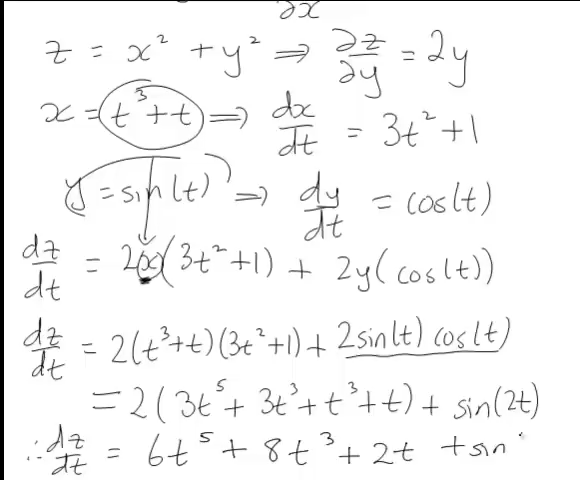 ∂x
z = x² + y² ⇒ ∂z/∂y = 2y
x = t³ + t ⇒ dx/dt = 3t² + 1
y = sin(t) ⇒ dy/dt = cos(t)
dz/dt = 2x(3t² + 1) + 2y(cos(t))
dz/dt = 2(t³+t)(3t²+1) + 2sin(t) cos(t)
= 2(3t⁵ + 3t³ + t³ + t) + sin(2t)
∴ dz/dt = 6t⁵ + 8t³ + 2t + sin